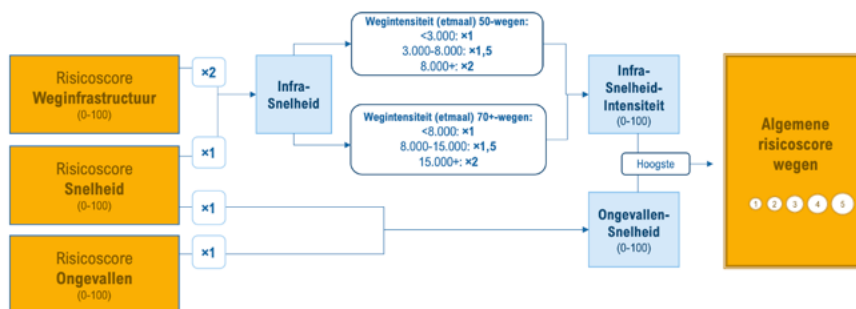 Risicoscore
Weginfrastructuur
(0-100)
×2
Risicoscore
Snelheid
(0-100)
×1
×1
Risicoscore
Ongevallen
(0-100)
×1
Infra-
Snelheid
Wegintensiteit (etmaal) 50-wegen:
<3.000: ×1
3.000-8.000: ×1,5
8.000+: ×2
Wegintensiteit (etmaal) 70+-wegen:
<8.000: ×1
8.000-15.000: ×1,5
15.000+: ×2
Infra-
Snelheid-
Intensiteit
(0-100)
Hoogste
Ongevallen-
Snelheid
(0-100)
Algemene
risicoscore
wegen
1 2 3 4 5